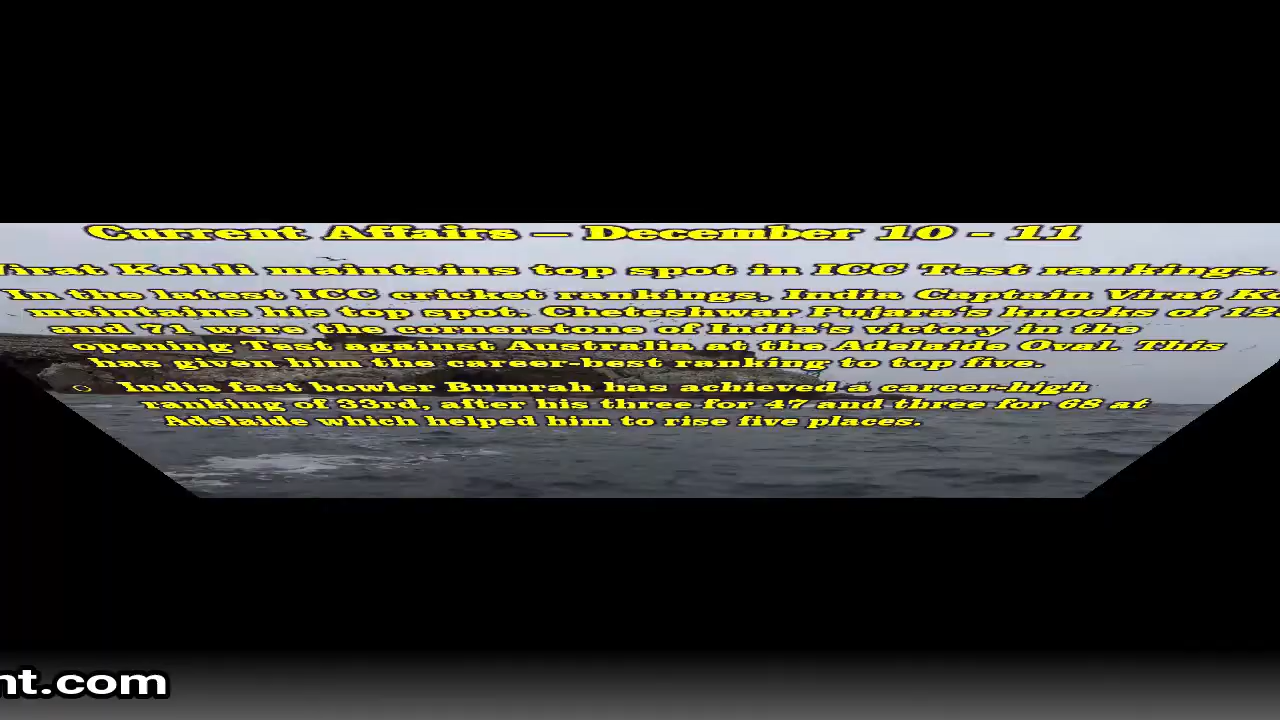 Current Affairs – December 10 - 11
Virat Kohli maintains top spot in ICC Test rankings.
In the latest ICC cricket rankings, India Captain Virat Ko
maintains his top spot. Cheteshwar Pujara's knocks of 12
and 71 were the cornerstone of India's victory in the
opening Test against Australia at the Adelaide Oval. This
has given him the career-best ranking to top five.
○ India fast bowler Bumrah has achieved a career-high
ranking of 33rd, after his three for 47 and three for 68 at
Adelaide which helped him to rise five places.
nt.com